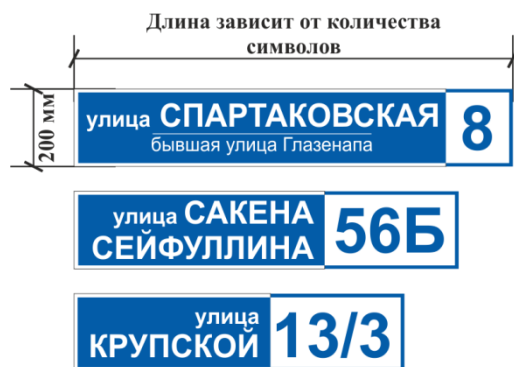 Длина зависит от количества
символов
200 мм
улица СПАРТАКОВСКАЯ 8
бывшая улица Глазенапа
улица САКЕНА
СЕЙФУЛЛИНА 56Б
улица
КРУПСКОЙ 13/3